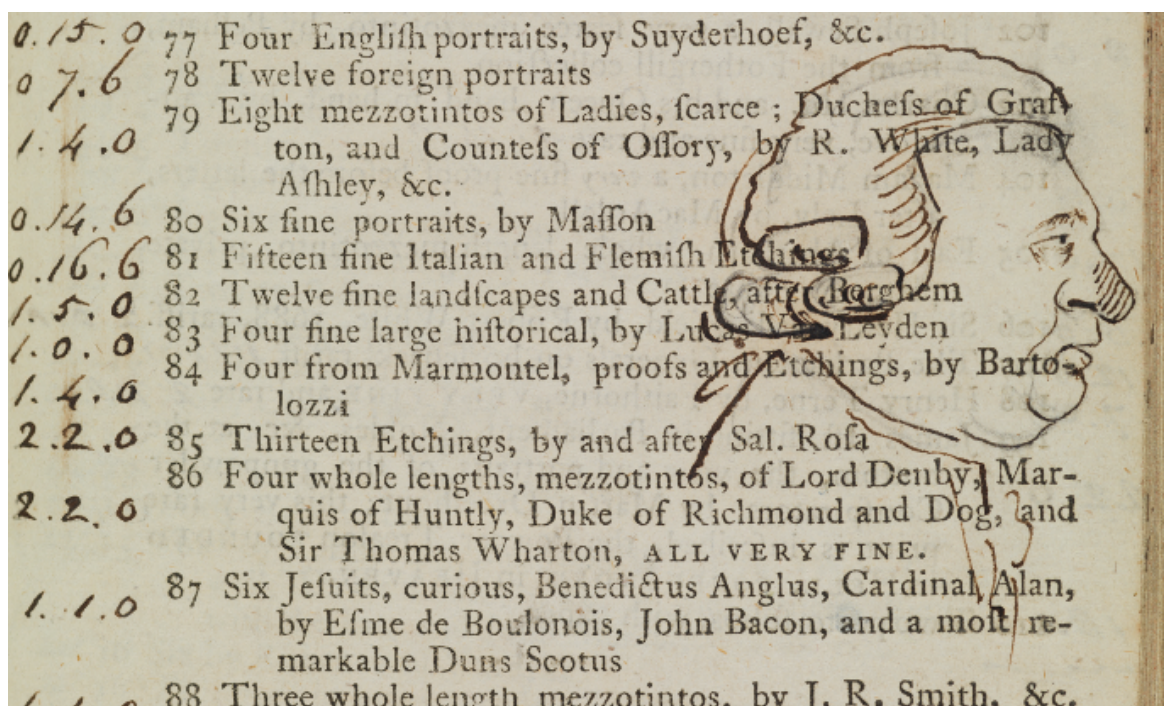 0.15.0 77 Four Engliſh portraits, by Suyderhoef, &c.
0 7.6 78 Twelve foreign portraits
79 Eight mezzotintos of Ladies, ſcarce ; Ducheſs of Graf-
1.4.0 ton, and Counteſs of Oſſory, by R. White, Lady
Aſhley, &c.
0.14.6 80 Six fine portraits, by Maſſon
0.16.6 81 Fifteen fine Italian and Flemiſh Etchings
1.5.0 82 Twelve fine landſcapes and Cattle, after Berghem
1.0.0 83 Four fine large hiſtorical, by Lucas Van Leyden
84 Four from Marmontel, proofs and Etchings, by Barto-
1.4.0 lozzi
2.2.0 85 Thirteen Etchings, by and after Sal. Roſa
86 Four whole lengths, mezzotintos, of Lord Denby, Mar-
2.2.0 quis of Huntly, Duke of Richmond and Dog, and
Sir Thomas Wharton, ALL VERY FINE.
87 Six Jeſuits, curious, Benedictus Anglus, Cardinal Alan,
1.1.0 by Eſme de Boulonois, John Bacon, and a moſt re-
markable Duns Scotus
88 Three whole length mezzotintos, by J. R. Smith, &c.